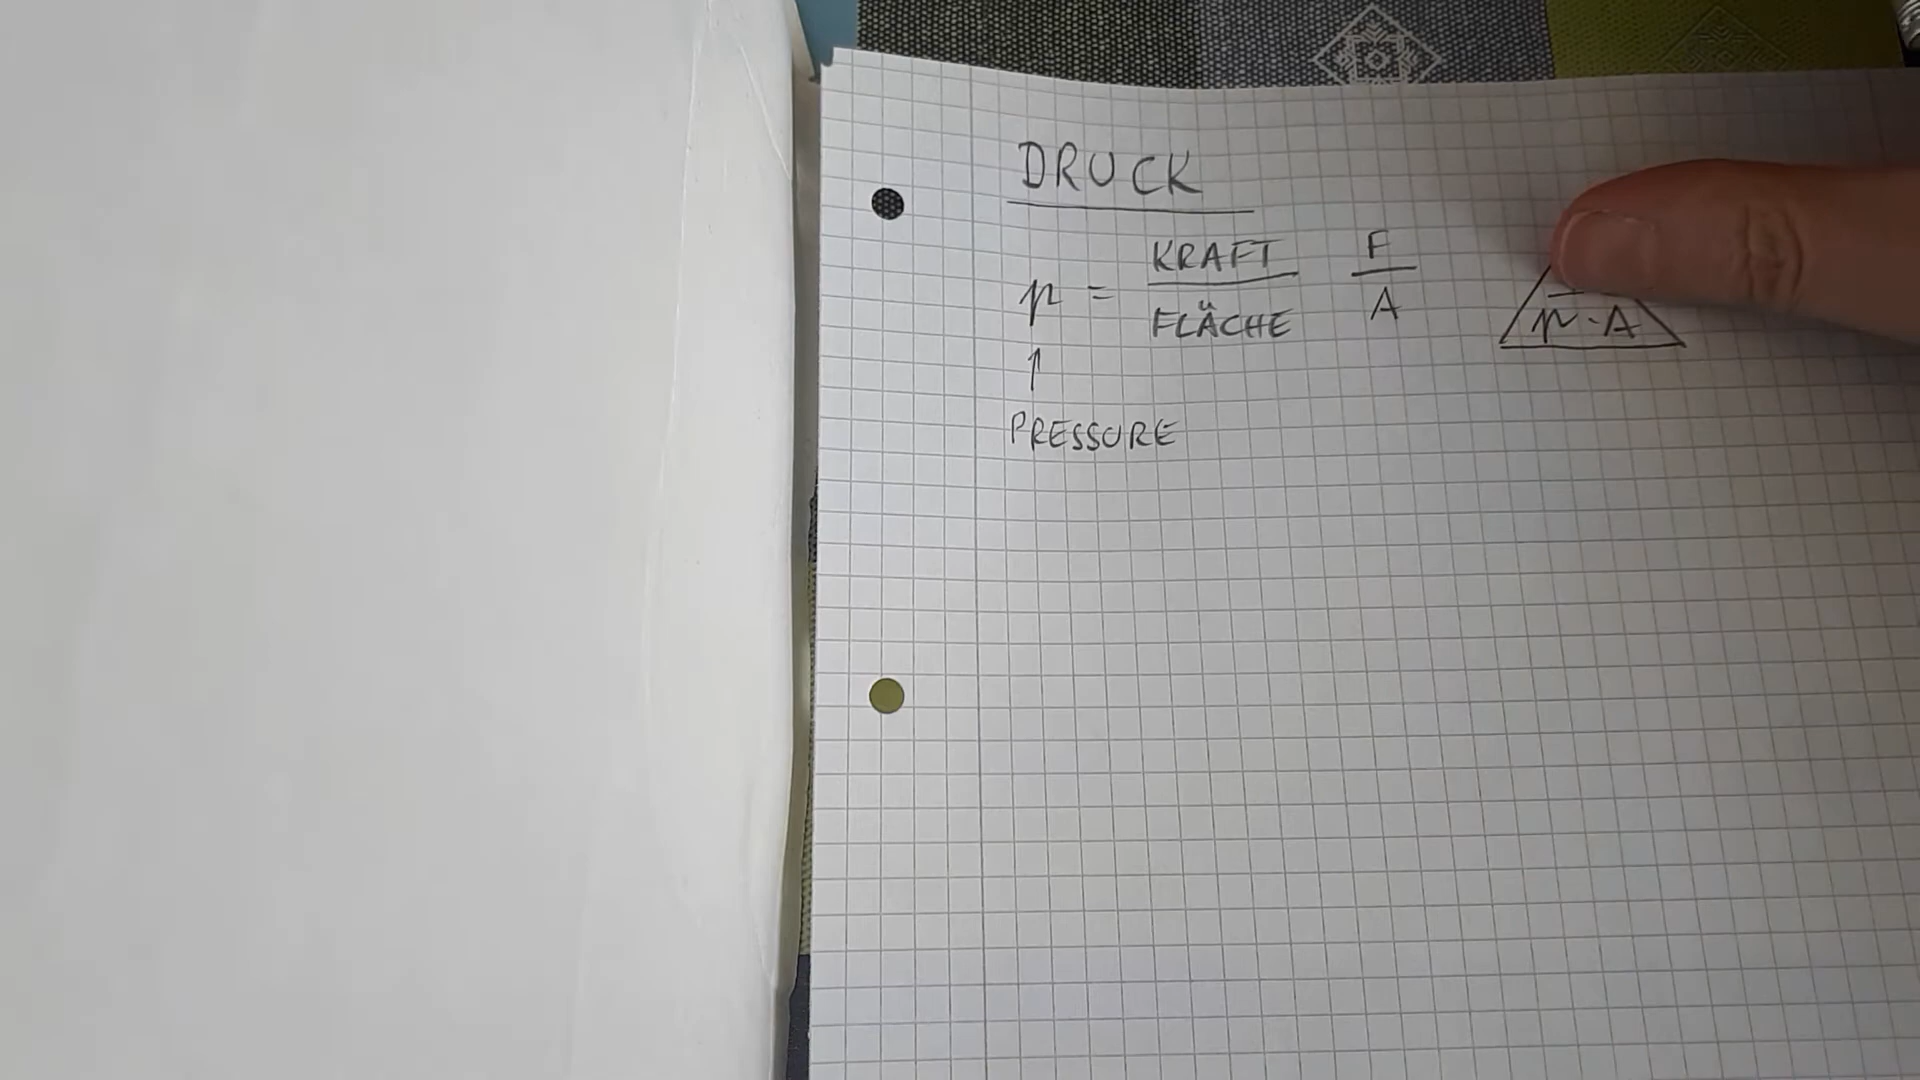 DRUCK
p = KRAFT F
FLÄCHE A
p · A
↑
PRESSURE